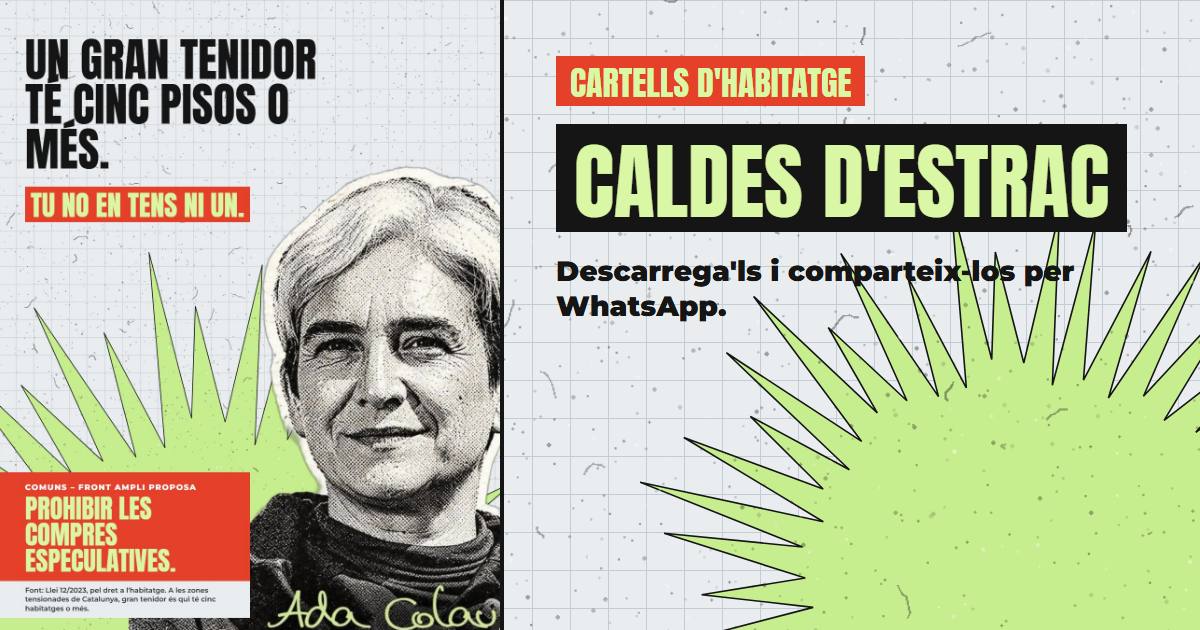 UN GRAN TENIDOR
TÉ CINC PISOS O
MÉS.
TU NO EN TENS NI UN.
COMUNS – FRONT AMPLI PROPOSA
PROHIBIR LES
COMPRES
ESPECULATIVES.
Font: Llei 12/2023, pel dret a l'habitatge. A les zones
tensionades de Catalunya, gran tenidor és qui té cinc
habitatges o més.
Ada Colau
CARTELLS D'HABITATGE
CALDES D'ESTRAC
Descarrega'ls i comparteix-los per
WhatsApp.